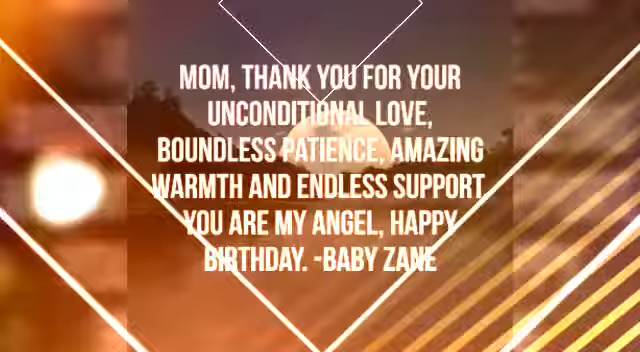 MOM, THANK YOU FOR YOUR
UNCONDITIONAL LOVE,
BOUNDLESS PATIENCE, AMAZING
WARMTH AND ENDLESS SUPPORT.
YOU ARE MY ANGEL, HAPPY
BIRTHDAY. -BABY ZANE